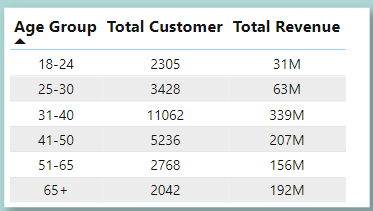 Age Group Total Customer Total Revenue
18-24 2305 31M
25-30 3428 63M
31-40 11062 339M
41-50 5236 207M
51-65 2768 156M
65+ 2042 192M